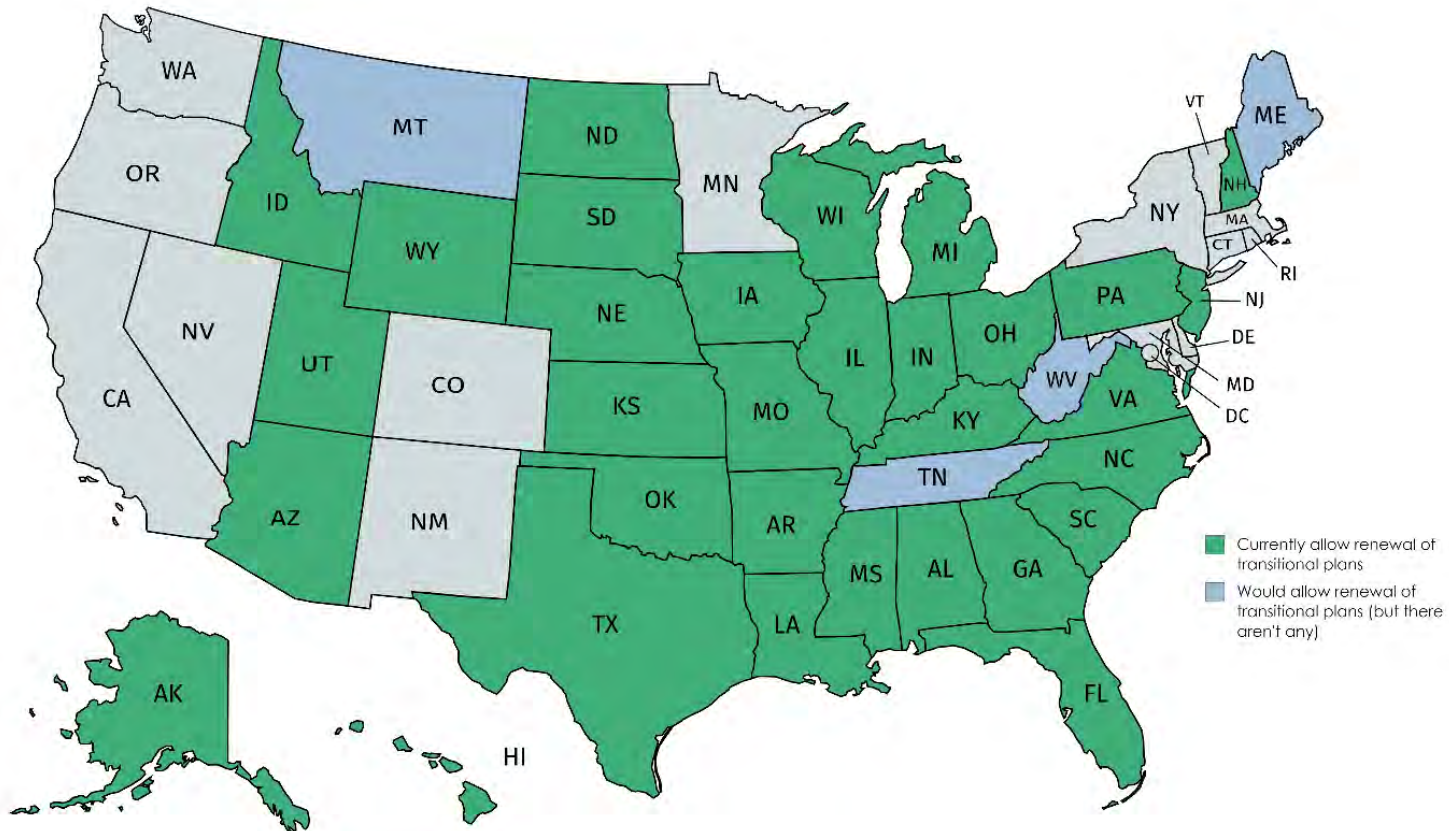 WA
MT
ND
MN
VT
ME
OR
ID
SD
WI
MI
NY
NH
MA
CT
RI
WY
IA
PA
NJ
NV
NE
OH
DE
UT
CO
IL
IN
WV
MD
CA
KS
MO
KY
VA
DC
TN
NC
AZ
NM
OK
AR
SC
MS
AL
GA
TX
LA
AK
HI
FL
Currently allow renewal of
transitional plans
Would allow renewal of
transitional plans (but there
aren't any)